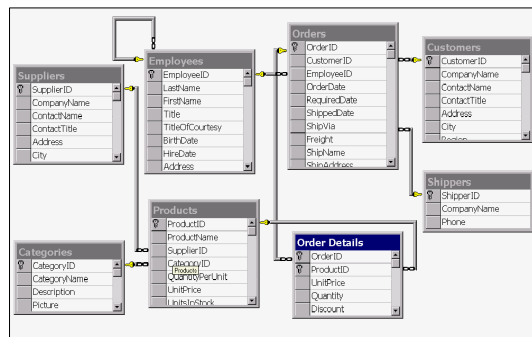 Suppliers
SupplierID
CompanyName
ContactName
ContactTitle
Address
City
Employees
EmployeeID
LastName
FirstName
Title
TitleOfCourtesy
BirthDate
HireDate
Address
Orders
OrderID
CustomerID
EmployeeID
OrderDate
RequiredDate
ShippedDate
ShipVia
Freight
ShipName
ShipAddress
Customers
CustomerID
CompanyName
ContactName
ContactTitle
Address
City
Region
Shippers
ShipperID
CompanyName
Phone
Categories
CategoryID
CategoryName
Description
Picture
Products
ProductID
ProductName
SupplierID
CategoryID
Products
QuantityPerUnit
UnitPrice
UnitsInStock
Order Details
OrderID
ProductID
UnitPrice
Quantity
Discount